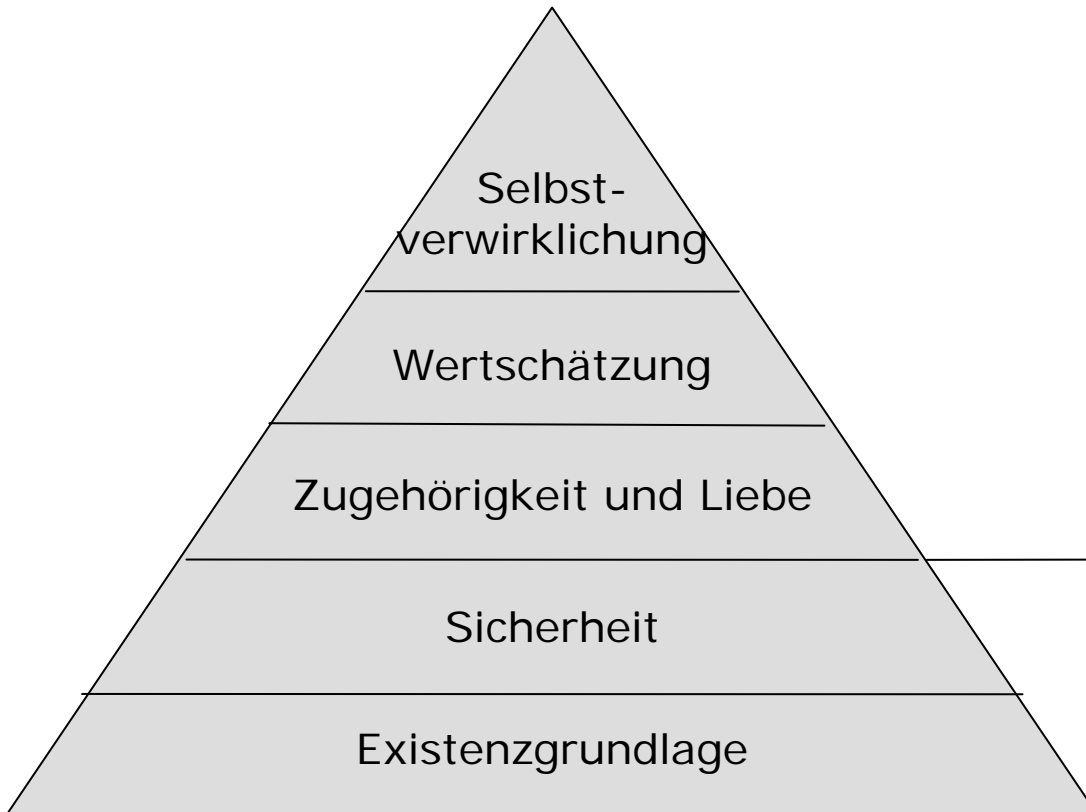 Selbst-
verwirklichung
Wertschätzung
Zugehörigkeit und Liebe
Sicherheit
Existenzgrundlage